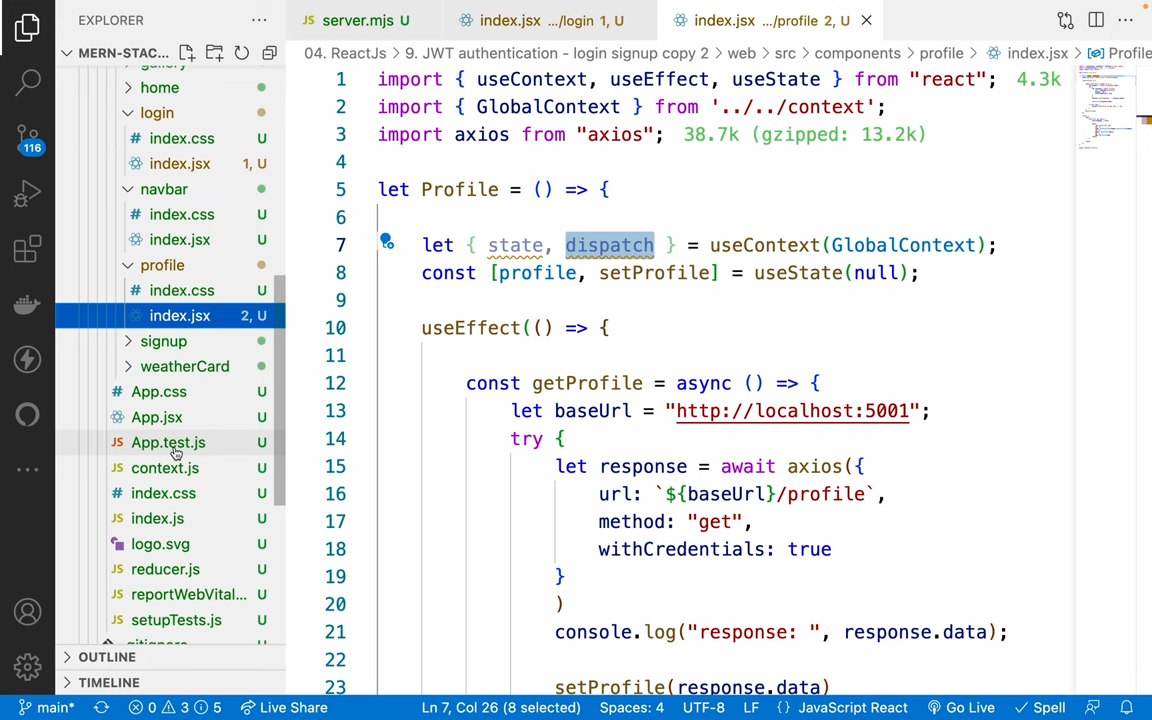 EXPLORER
server.mjs U
index.jsx .../login 1, U
index.jsx .../profile 2, U
MERN-STAC...
04. ReactJs > 9. JWT authentication - login signup copy 2 > web > src > components > profile > index.jsx > Profile
gallery
home
login
index.css U
index.jsx 1, U
navbar
index.css U
index.jsx U
profile
index.css U
index.jsx 2, U
signup
weatherCard
App.css U
App.jsx U
App.test.js U
context.js U
index.css U
index.js U
logo.svg U
reducer.js U
reportWebVital... U
setupTests.js U
.gitignore
OUTLINE
TIMELINE
116
1 import { useContext, useEffect, useState } from "react"; 4.3k
2 import { GlobalContext } from '../../context';
3 import axios from "axios"; 38.7k (gzipped: 13.2k)
4
5 let Profile = () => {
6
7 let { state, dispatch } = useContext(GlobalContext);
8 const [profile, setProfile] = useState(null);
9
10 useEffect(() => {
11
12 const getProfile = async () => {
13 let baseUrl = "http://localhost:5001";
14 try {
15 let response = await axios({
16 url: `${baseUrl}/profile`,
17 method: "get",
18 withCredentials: true
19 }
20 )
21 console.log("response: ", response.data);
22
23 setProfile(response.data)
main* 0 3 5 Live Share Ln 7, Col 26 (8 selected) Spaces: 4 UTF-8 LF JavaScript React Go Live Spell